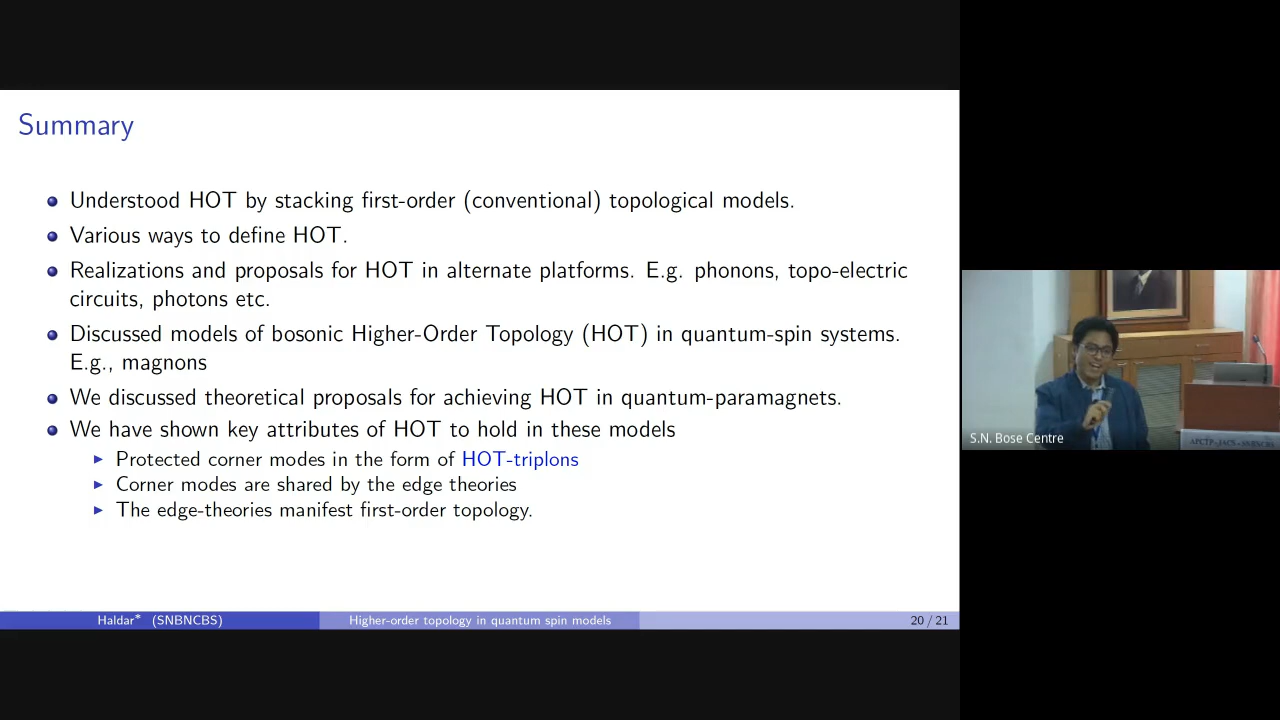 Summary
Understood HOT by stacking first-order (conventional) topological models.
Various ways to define HOT.
Realizations and proposals for HOT in alternate platforms. E.g. phonons, topo-electric
circuits, photons etc.
Discussed models of bosonic Higher-Order Topology (HOT) in quantum-spin systems.
E.g., magnons
We discussed theoretical proposals for achieving HOT in quantum-paramagnets.
We have shown key attributes of HOT to hold in these models
Protected corner modes in the form of HOT-triplons
Corner modes are shared by the edge theories
The edge-theories manifest first-order topology.
Haldar* (SNBNCBS)
Higher-order topology in quantum spin models
20 / 21
S.N. Bose Centre